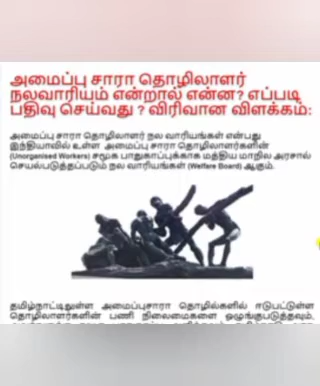 அமைப்பு சாரா தொழிலாளர்
நலவாரியம் என்றால் என்ன? எப்படி
பதிவு செய்வது ? விரிவான விளக்கம்:
அமைப்பு சாரா தொழிலாளர் நல வாரியங்கள் என்பது
இந்தியாவில் உள்ள அமைப்பு சாரா தொழிலாளர்களின்
(Unorganised Workers) சமூக பாதுகாப்புக்காக மத்திய மாநில அரசால்
செயல்படுத்தப்படும் நல வாரியங்கள் (Welfare Board) ஆகும்.
தமிழ்நாட்டிலுள்ள அமைப்புசாரா தொழில்களில் ஈடுபட்டுள்ள
தொழிலாளர்களின் பணி நிலைமைகளை ஒழுங்குபடுத்தவும்,